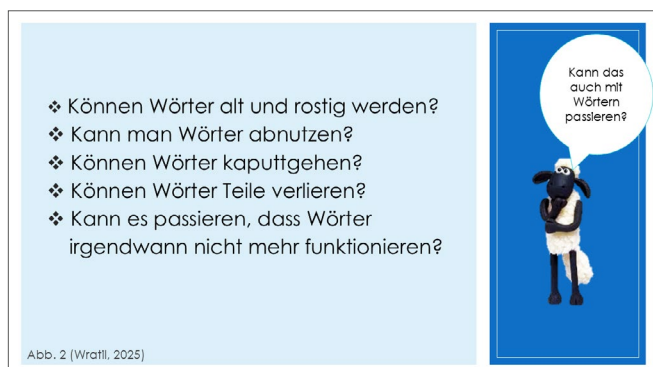 ❖ Können Wörter alt und rostig werden?
❖ Kann man Wörter abnutzen?
❖ Können Wörter kaputtgehen?
❖ Können Wörter Teile verlieren?
❖ Kann es passieren, dass Wörter
irgendwann nicht mehr funktionieren?
Abb. 2 (Wratil, 2025)
Kann das
auch mit
Wörtern
passieren?